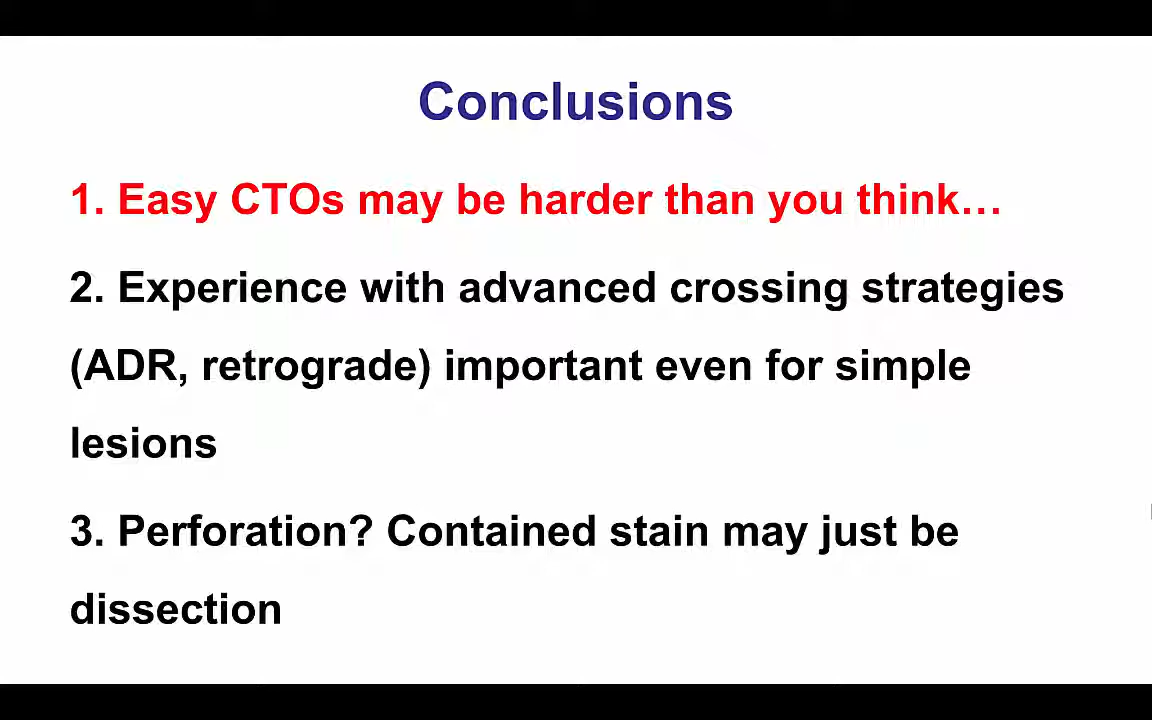 Conclusions
1. Easy CTOs may be harder than you think…
2. Experience with advanced crossing strategies
(ADR, retrograde) important even for simple
lesions
3. Perforation? Contained stain may just be
dissection